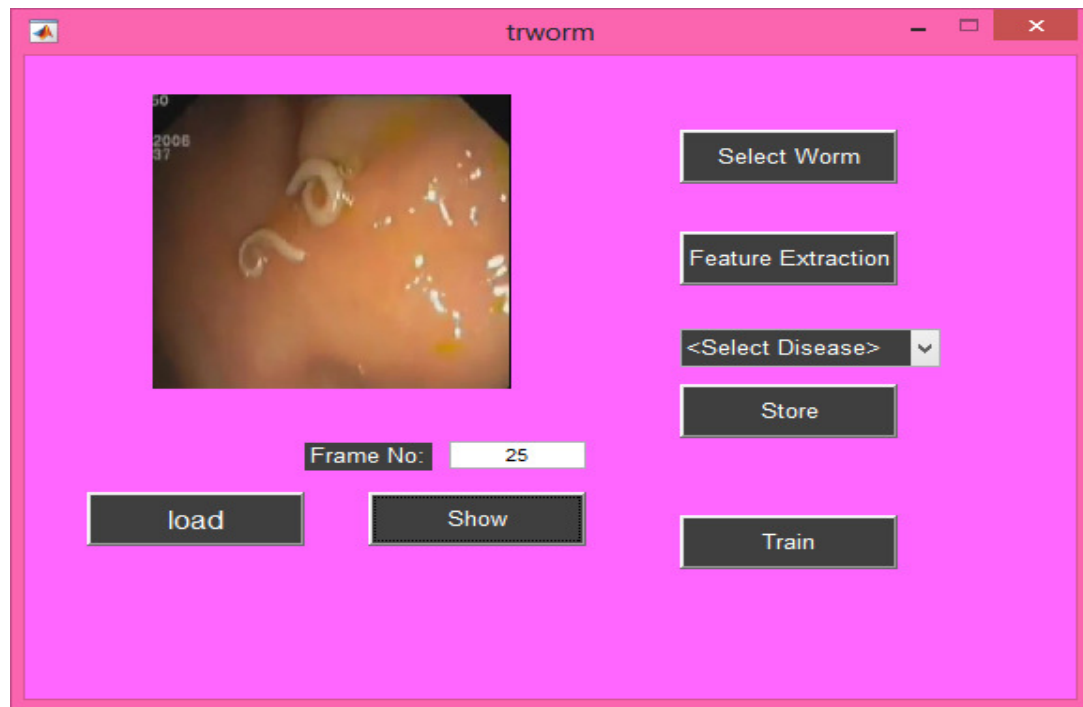 trworm
50
2006
37
Select Worm
Feature Extraction
<Select Disease>
Store
Frame No: 25
load
Show
Train